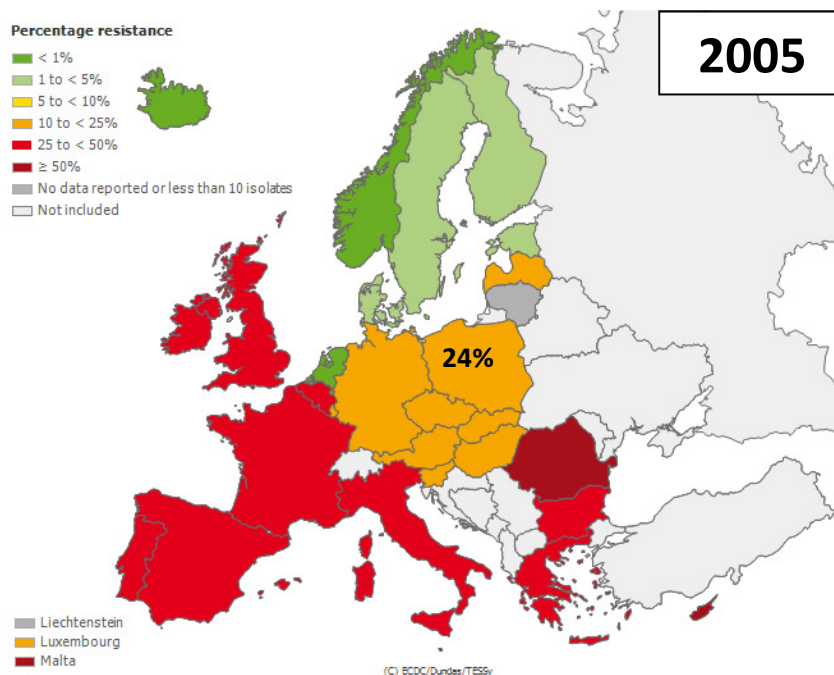 Percentage resistance
< 1%
1 to < 5%
5 to < 10%
10 to < 25%
25 to < 50%
≥ 50%
No data reported or less than 10 isolates
Not included
2005
24%
Liechtenstein
Luxembourg
Malta
(C) ECDC/Dundas/TESSy